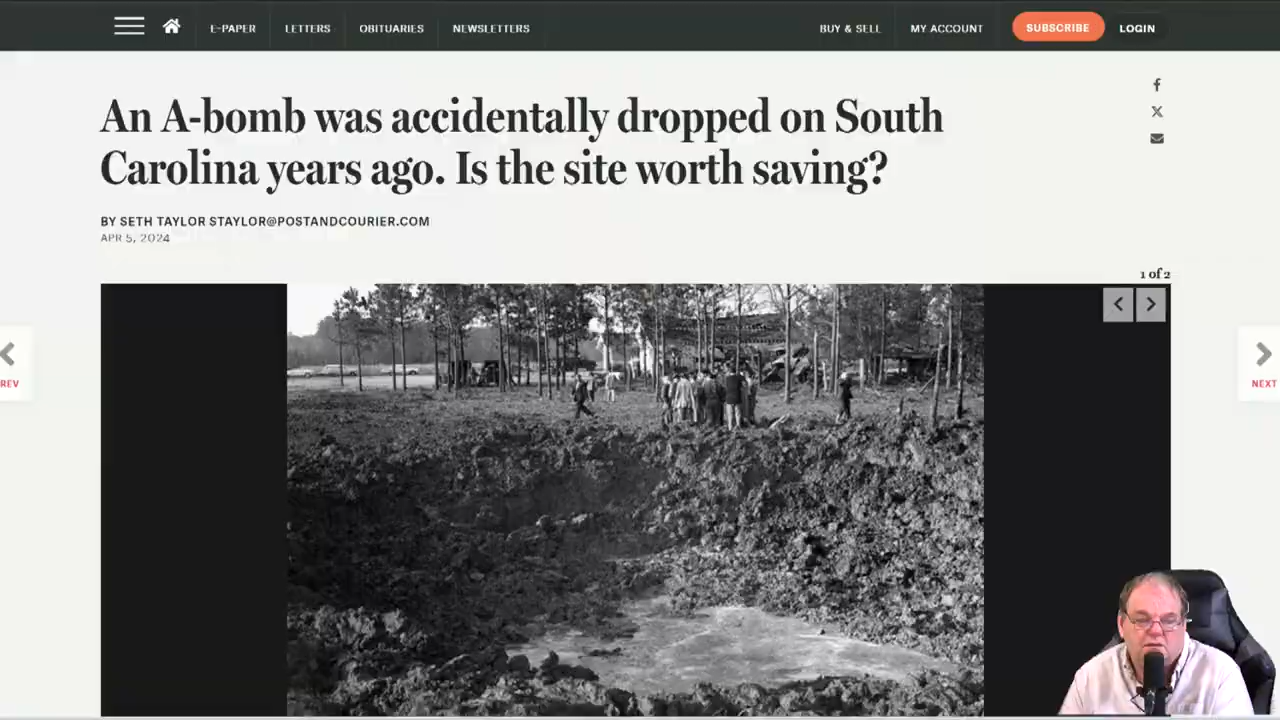 E-PAPER
LETTERS
OBITUARIES
NEWSLETTERS
BUY & SELL
MY ACCOUNT
SUBSCRIBE
LOGIN
An A-bomb was accidentally dropped on South
Carolina years ago. Is the site worth saving?
BY SETH TAYLOR STAYLOR@POSTANDCOURIER.COM
APR 5, 2024
1 of 2
REV
NEXT